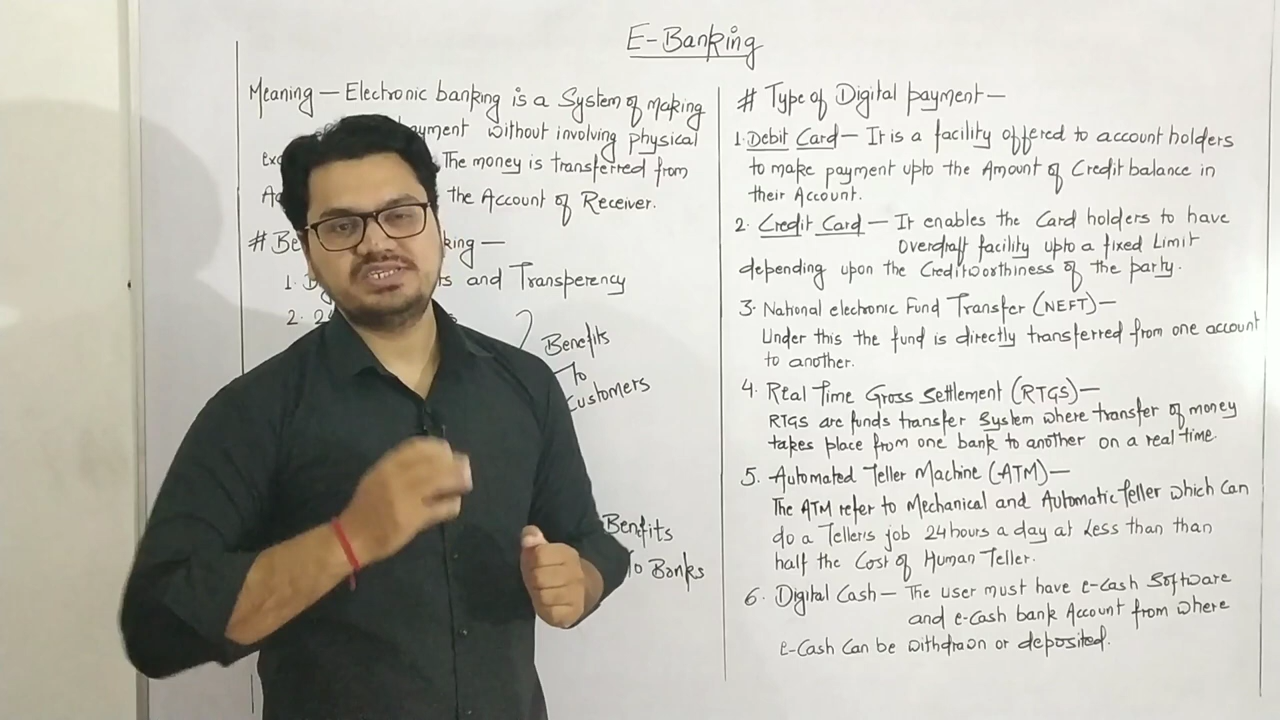 E-Banking
Meaning — Electronic banking is a System of making
payment without involving physical
The money is transferred from
the Account of Receiver.
# king —
1. and Transperency
2.
Benefits
To
Customers
Benefits
To Banks
# Type of Digital payment —
1. Debit Card — It is a facility offered to account holders
to make payment upto the Amount of Credit balance in
their Account.
2. Credit Card — It enables the Card holders to have
Overdraft facility upto a fixed Limit
depending upon the Creditworthiness of the party.
3. National electronic Fund Transfer (NEFT) —
Under this the fund is directly transferred from one account
to another.
4. Real Time Gross Settlement (RTGS) —
RTGS are funds transfer System where transfer of money
takes place from one bank to another on a real time.
5. Automated Teller Machine (ATM) —
The ATM refer to Mechanical and Automatic Teller which Can
do a Teller's job 24 hours a day at Less than than
half the Cost of Human Teller.
6. Digital Cash — The user must have e-cash Software
and e-Cash bank Account from where
e-Cash Can be withdrawn or deposited.